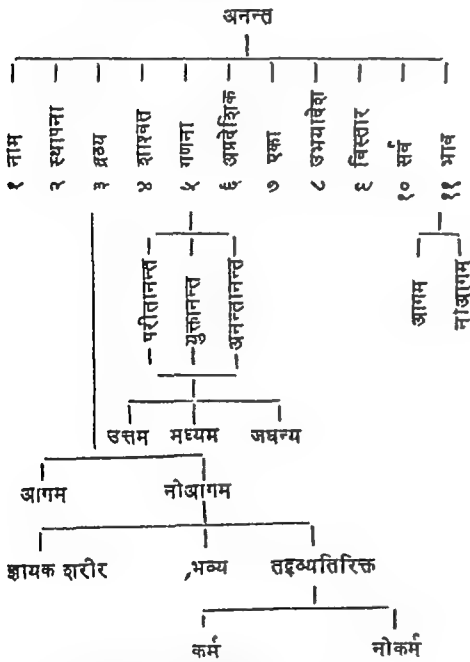 अनन्त
१ नाम
२ स्थापना
३ द्रव्य
४ शाश्वत
५ गणना
६ अप्रदेशिक
७ एका
८ उभयादेश
९ विस्तार
१० सर्व
११ भाव
परीतानन्त
युक्तानन्त
अनन्तानन्त
आगम
नोआगम
उत्तम मध्यम जघन्य
आगम नोआगम
ज्ञायक शरीर ,भव्य तद्व्यतिरिक्त
कर्म नोकर्म